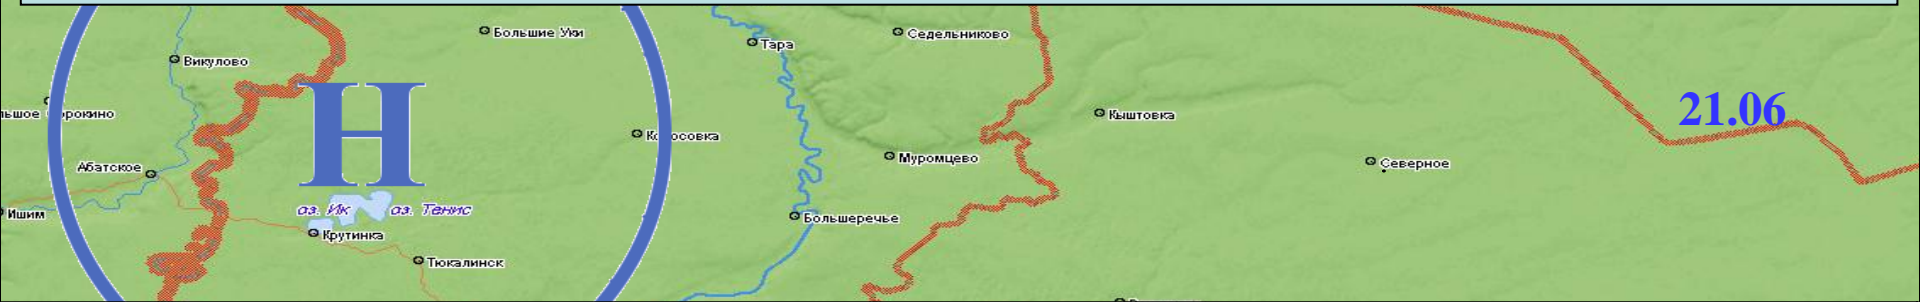 Большие Уки
Тара
Седельниково
Викулово
Н
21.06
Кыштовка
Абатское
Муромцево
Северное
оз. Ик
оз. Тенис
Ишим
Большеречье
Крутинка
Тюкалинск